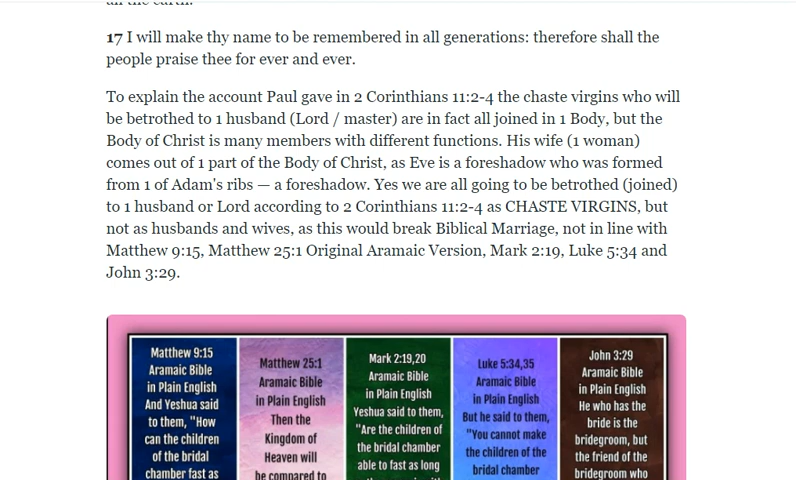 all the earth.
17 I will make thy name to be remembered in all generations: therefore shall the
people praise thee for ever and ever.
To explain the account Paul gave in 2 Corinthians 11:2-4 the chaste virgins who will
be betrothed to 1 husband (Lord / master) are in fact all joined in 1 Body, but the
Body of Christ is many members with different functions. His wife (1 woman)
comes out of 1 part of the Body of Christ, as Eve is a foreshadow who was formed
from 1 of Adam's ribs — a foreshadow. Yes we are all going to be betrothed (joined)
to 1 husband or Lord according to 2 Corinthians 11:2-4 as CHASTE VIRGINS, but
not as husbands and wives, as this would break Biblical Marriage, not in line with
Matthew 9:15, Matthew 25:1 Original Aramaic Version, Mark 2:19, Luke 5:34 and
John 3:29.
Matthew 9:15
Aramaic Bible
in Plain English
And Yeshua said
to them, "How
can the children
of the bridal
chamber fast as
Matthew 25:1
Aramaic Bible
in Plain English
Then the
Kingdom of
Heaven will
be compared to
Mark 2:19,20
Aramaic Bible
in Plain English
Yeshua said to them,
"Are the children of
the bridal chamber
able to fast as long
Luke 5:34,35
Aramaic Bible
in Plain English
But he said to them,
"You cannot make
the children of the
bridal chamber
John 3:29
Aramaic Bible
in Plain English
He who has the
bride is the
bridegroom, but
the friend of the
bridegroom who